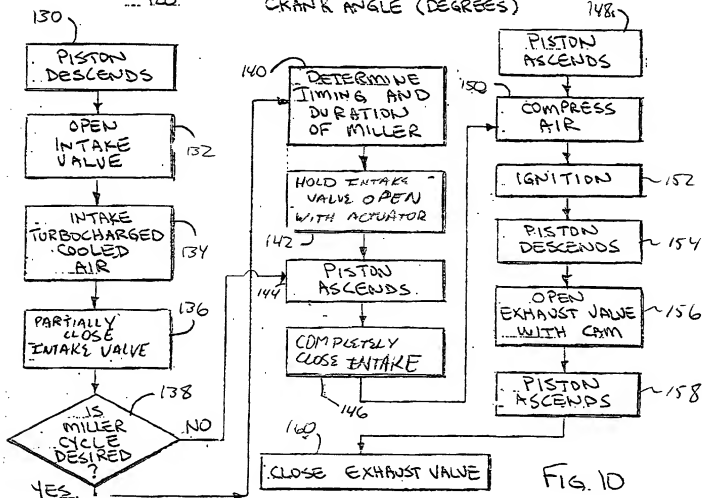 CRANK ANGLE (DEGREES)
130
PISTON
DESCENDS
OPEN
INTAKE
VALVE
132
INTAKE
TURBOCHARGED
COOLED
AIR
134
PARTIALLY
CLOSE
INTAKE VALVE
136
IS
MILLER
CYCLE
DESIRED
?
138
NO
YES
140
DETERMINE
TIMING AND
DURATION
OF MILLER
HOLD INTAKE
VALVE OPEN
WITH ACTUATOR
142
144
PISTON
ASCENDS
COMPLETELY
CLOSE INTAKE
146
148
PISTON
ASCENDS
150
COMPRESS
AIR
IGNITION
152
PISTON
DESCENDS
154
OPEN
EXHAUST VALVE
WITH CAM
156
PISTON
ASCENDS
158
160
CLOSE EXHAUST VALVE
FIG. 10